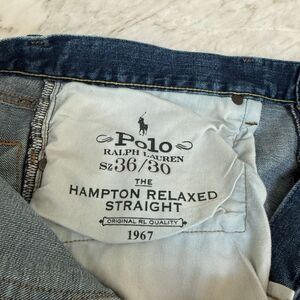 Polo
RALPH LAUREN
SZ 36/30
THE
HAMPTON RELAXED
STRAIGHT
ORIGINAL RL QUALITY
1967